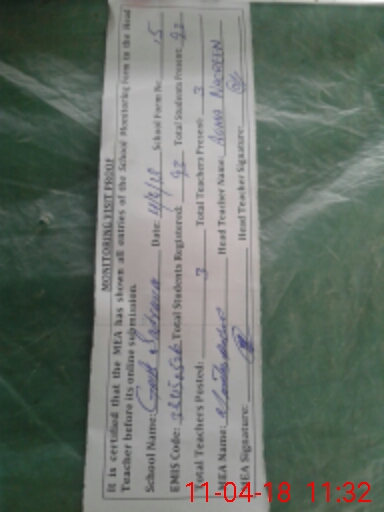 MONITORING VISIT PROOF
It is certified that the MEA has shown all entries of the School Monitoring Form to the Head
Teacher before its online submission.
School Name: Date: School Form No. 15
EMIS Code: Total Students Registered: 92 Total Students Present: 92
Total Teachers Posted: 3 Total Teachers Present: 3
MEA Name: Head Teacher Name: NOREEN
MEA Signature: Head Teacher Signature:
11-04-18 11:32